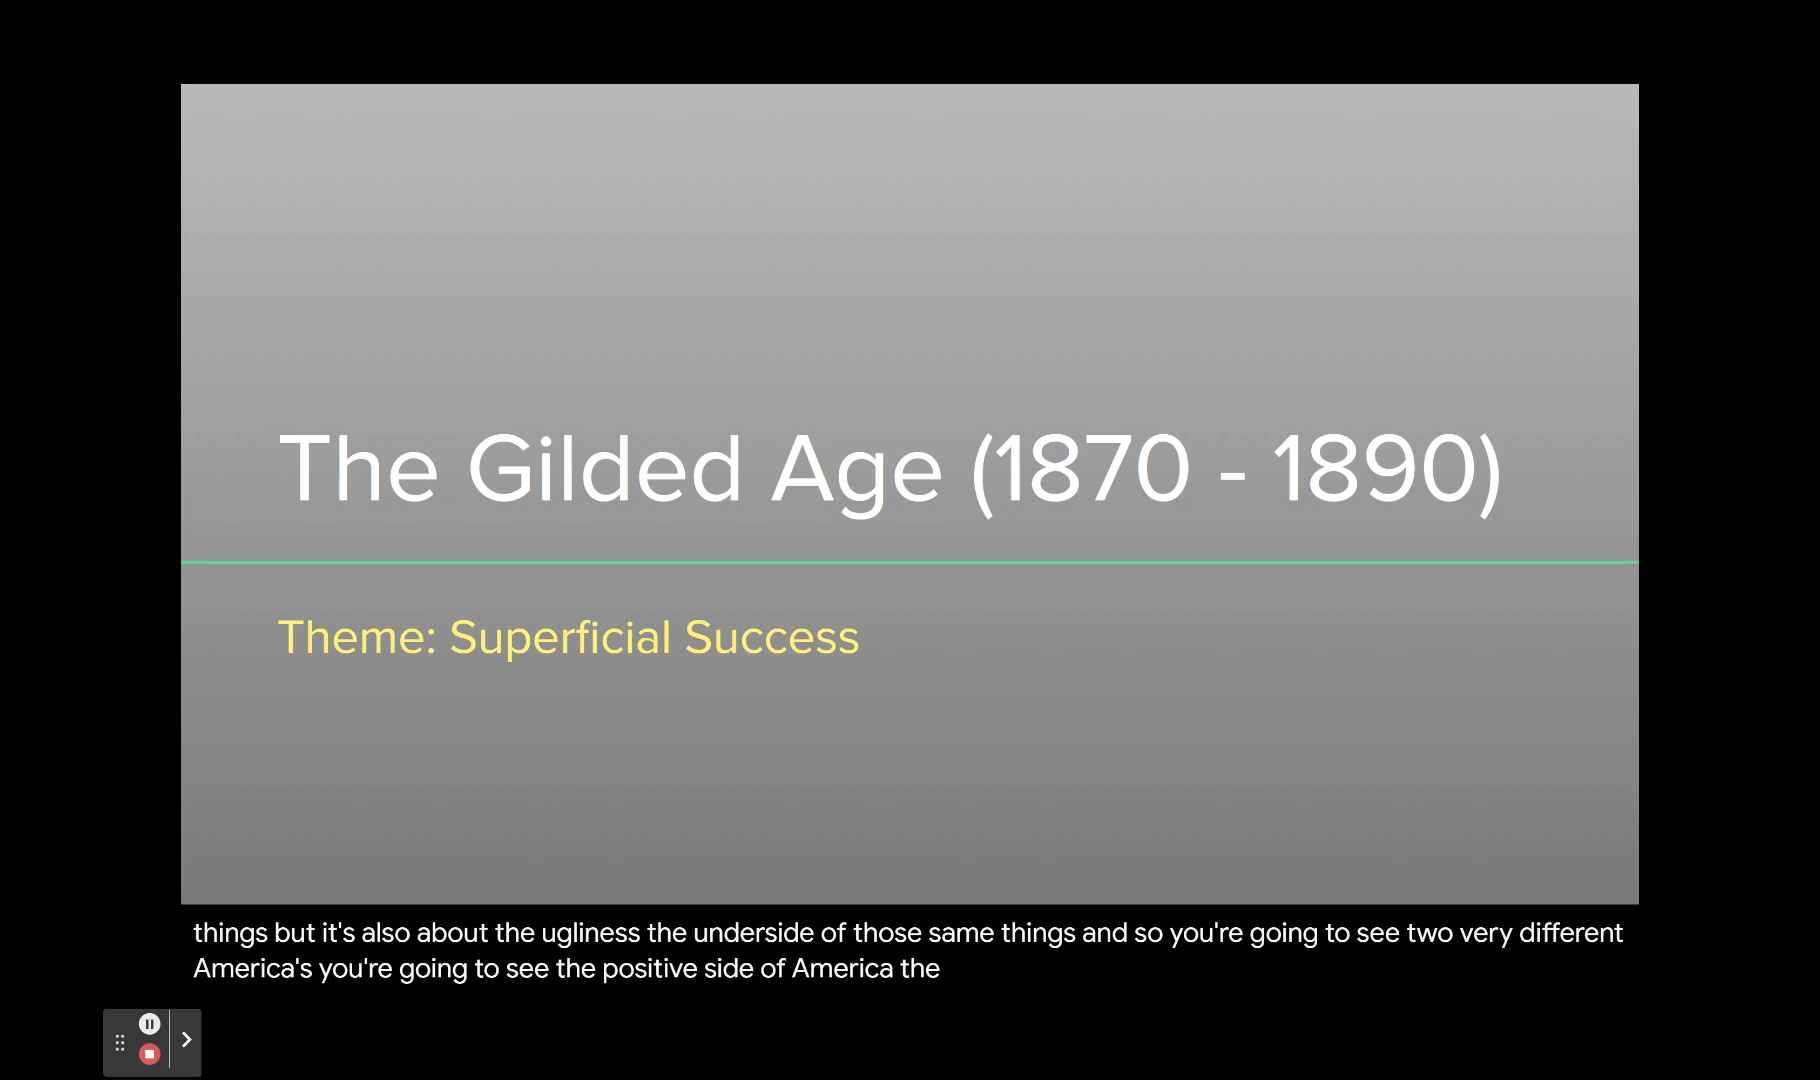 The Gilded Age (1870 - 1890)
Theme: Superficial Success
things but it's also about the ugliness the underside of those same things and so you're going to see two very different
America's you're going to see the positive side of America the